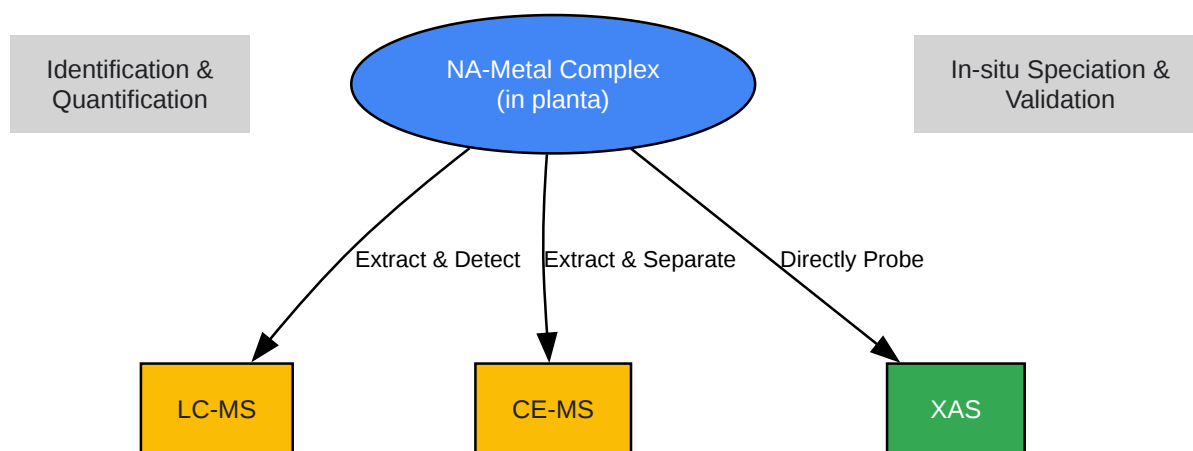 Identification &
Quantification
NA-Metal Complex
(in planta)
In-situ Speciation &
Validation
Extract & Detect
Extract & Separate
Directly Probe
LC-MS
CE-MS
XAS